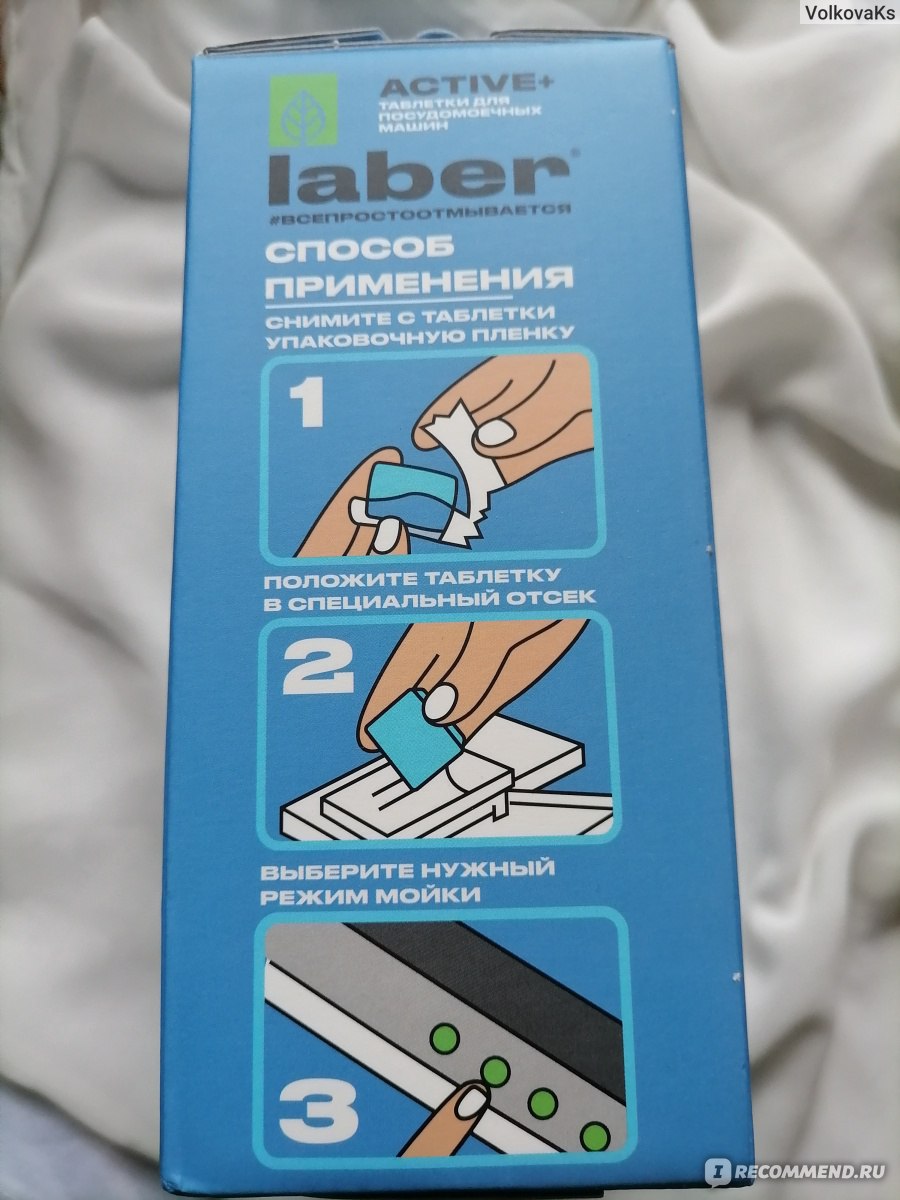 VolkovaKs
ACTIVE+
ТАБЛЕТКИ ДЛЯ
ПОСУДОМОЕЧНЫХ
МАШИН
laber®
#ВСЕПРОСТООТМЫВАЕТСЯ
СПОСОБ
ПРИМЕНЕНИЯ
СНИМИТЕ С ТАБЛЕТКИ
УПАКОВОЧНУЮ ПЛЕНКУ
1
ПОЛОЖИТЕ ТАБЛЕТКУ
В СПЕЦИАЛЬНЫЙ ОТСЕК
2
ВЫБЕРИТЕ НУЖНЫЙ
РЕЖИМ МОЙКИ
3
I RECOMMEND.RU